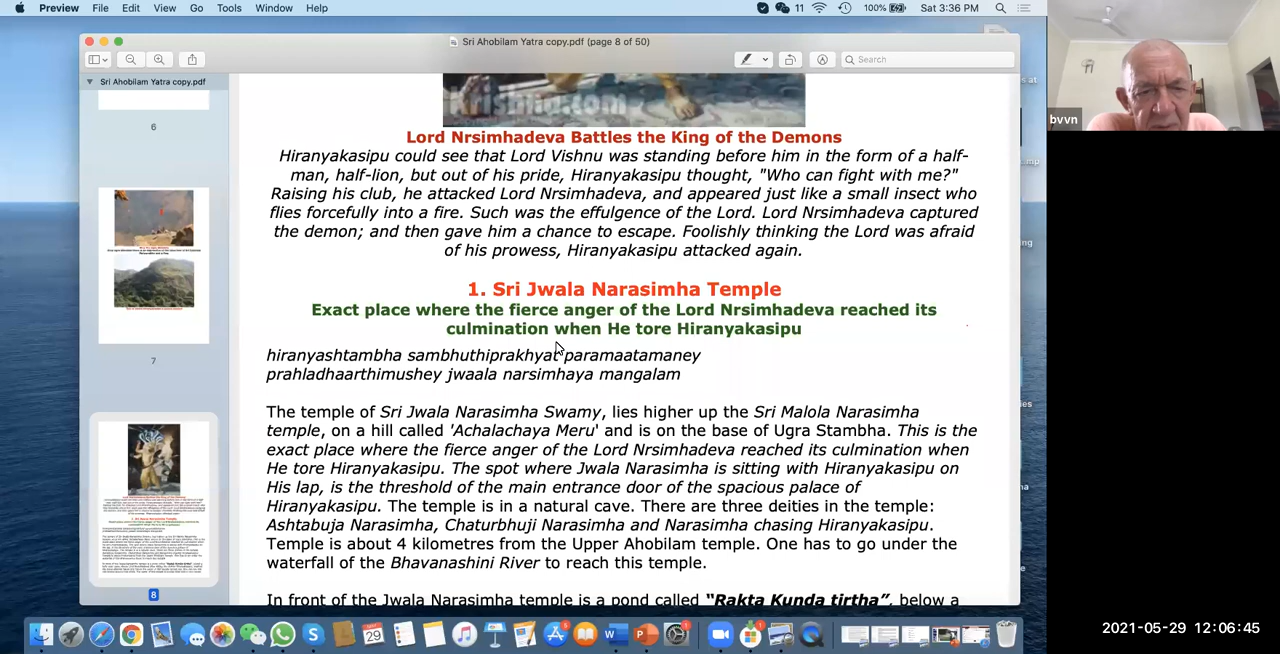 Preview File Edit View Go Tools Window Help
11 100% Sat 3:36 PM
Sri Ahobilam Yatra copy.pdf (page 8 of 50)
Search
Sri Ahobilam Yatra copy.pdf
6
7
8
Krishna.com
Lord Nrsimhadeva Battles the King of the Demons
Hiranyakasipu could see that Lord Vishnu was standing before him in the form of a half-
man, half-lion, but out of his pride, Hiranyakasipu thought, "Who can fight with me?"
Raising his club, he attacked Lord Nrsimhadeva, and appeared just like a small insect who
flies forcefully into a fire. Such was the effulgence of the Lord. Lord Nrsimhadeva captured
the demon; and then gave him a chance to escape. Foolishly thinking the Lord was afraid
of his prowess, Hiranyakasipu attacked again.
1. Sri Jwala Narasimha Temple
Exact place where the fierce anger of the Lord Nrsimhadeva reached its
culmination when He tore Hiranyakasipu
hiranyashtambha sambhuthiprakhyat paramaatamaney
prahladhaarthimushey jwaala narsimhaya mangalam
The temple of Sri Jwala Narasimha Swamy, lies higher up the Sri Malola Narasimha
temple, on a hill called 'Achalachaya Meru' and is on the base of Ugra Stambha. This is the
exact place where the fierce anger of the Lord Nrsimhadeva reached its culmination when
He tore Hiranyakasipu. The spot where Jwala Narasimha is sitting with Hiranyakasipu on
His lap, is the threshold of the main entrance door of the spacious palace of
Hiranyakasipu. The temple is in a natural cave. There are three deities in the temple:
Ashtabuja Narasimha, Chaturbhuji Narasimha and Narasimha chasing Hiranyakasipu.
Temple is about 4 kilometres from the upper Ahobilam temple. One has to go under the
waterfall of the Bhavanashini River to reach this temple.
In front of the Jwala Narasimha temple is a pond called "Rakta Kunda tirtha", below a
bvvn
2021-05-29 12:06:45